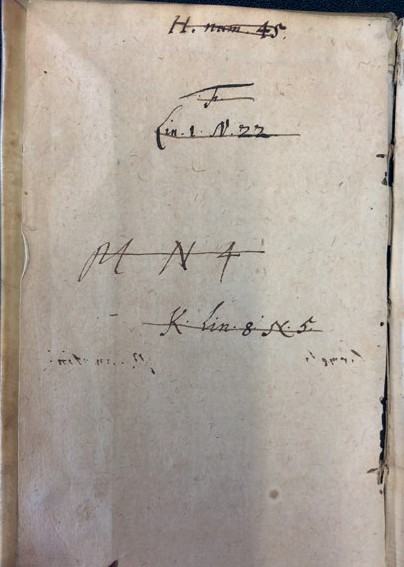 H. num. 45.
F.
Lin. 1. N. 22
M N 4
K. Lin. 8. N. 5.